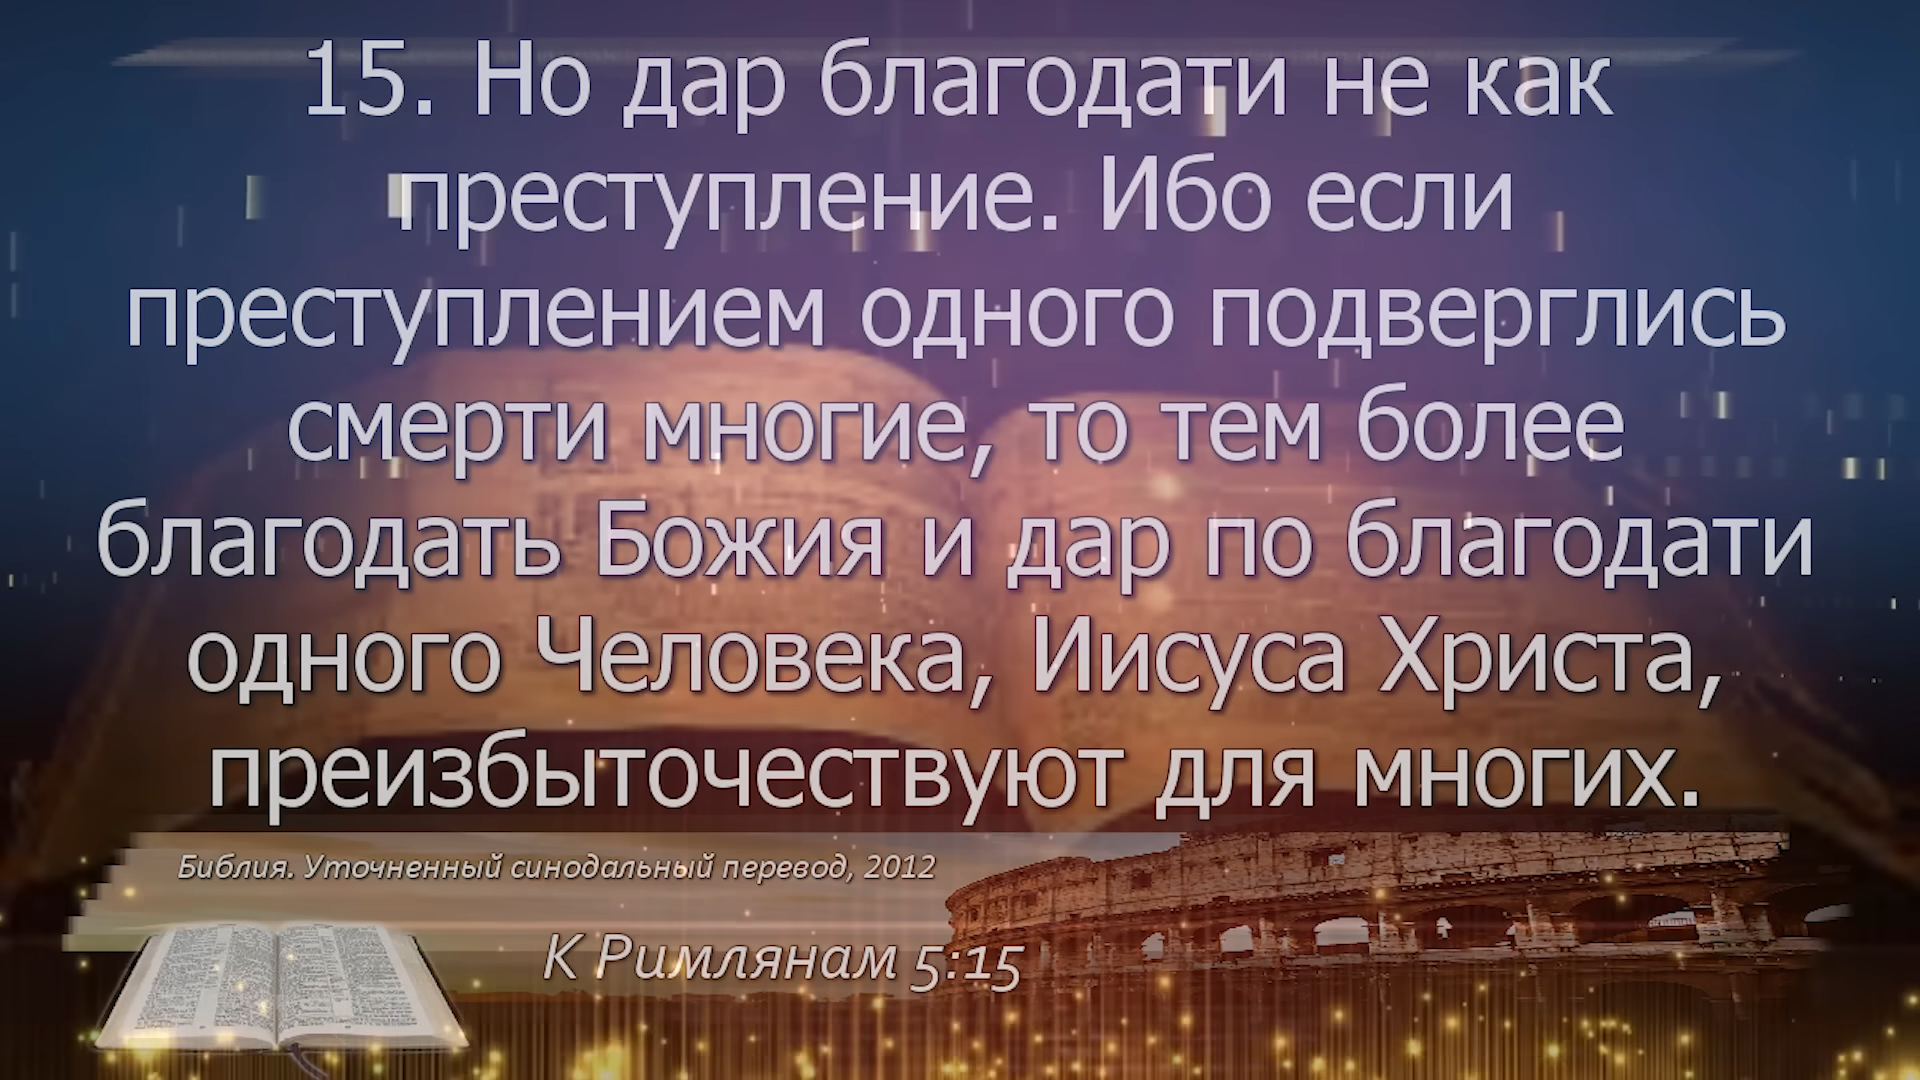 15. Но дар благодати не как
преступление. Ибо если
преступлением одного подверглись
смерти многие, то тем более
благодать Божия и дар по благодати
одного Человека, Иисуса Христа,
преизбыточествуют для многих.
Библия. Уточненный синодальный перевод, 2012
К Римлянам 5:15